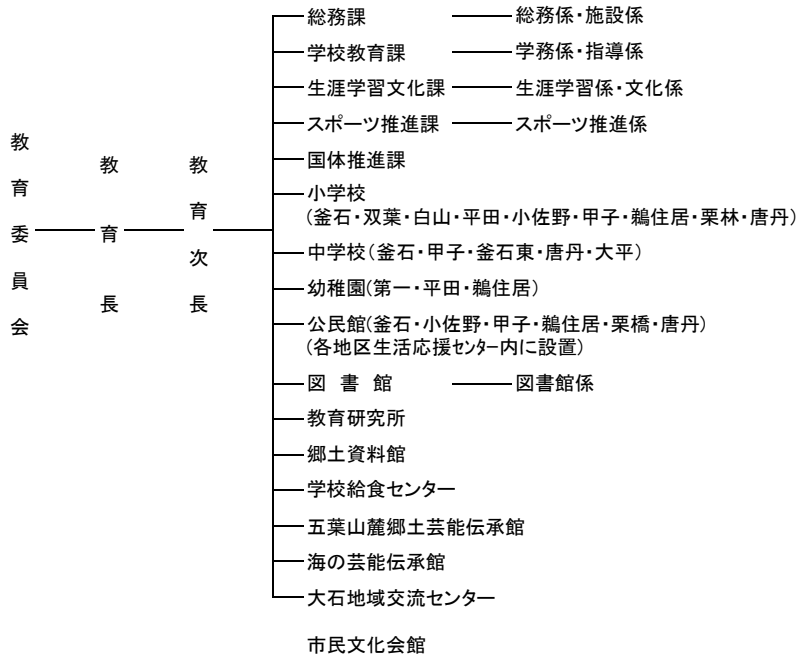 教育委員会
教育長
教育次長
総務課 総務係・施設係
学校教育課 学務係・指導係
生涯学習文化課 生涯学習係・文化係
スポーツ推進課 スポーツ推進係
国体推進課
小学校
(釜石・双葉・白山・平田・小佐野・甲子・鵜住居・栗林・唐丹)
中学校(釜石・甲子・釜石東・唐丹・大平)
幼稚園(第一・平田・鵜住居)
公民館(釜石・小佐野・甲子・鵜住居・栗橋・唐丹)
(各地区生活応援ｾﾝﾀｰ内に設置)
図 書 館 図書館係
教育研究所
郷土資料館
学校給食センター
五葉山麓郷土芸能伝承館
海の芸能伝承館
大石地域交流センター
市民文化会館